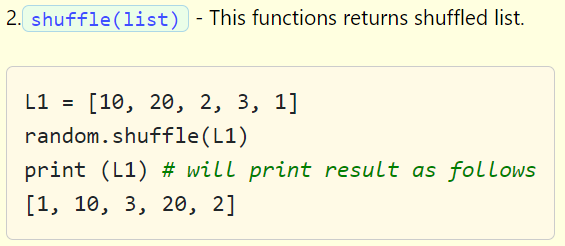 2. shuffle(list) - This functions returns shuffled list.
L1 = [10, 20, 2, 3, 1]
random.shuffle(L1)
print (L1) # will print result as follows
[1, 10, 3, 20, 2]